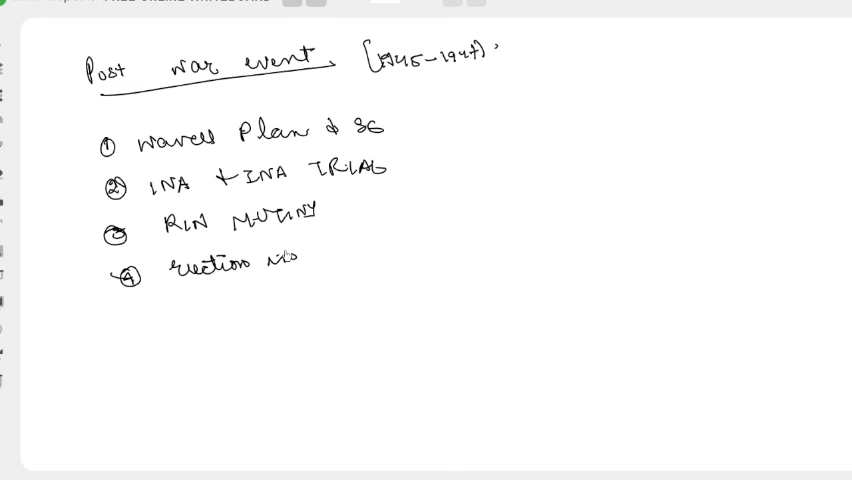 Post war event. [1945-1947)
① Wavell Plan & SC
② INA + INA TRIAL
③ RIN MUTINY
④ Election